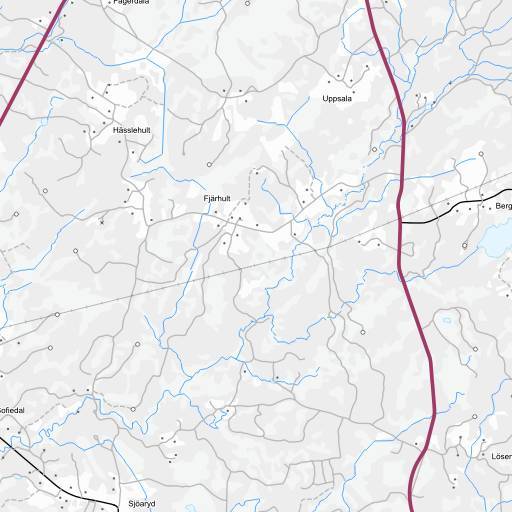 Fagerdala
Uppsala
Hässlehult
Fjärhult
Berg
Sofiedal
Lösen
Sjöaryd